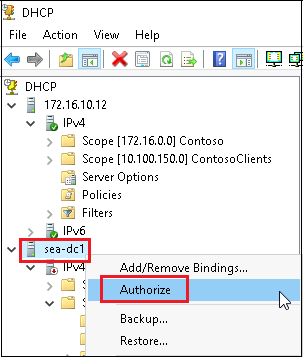 DHCP
File Action View Help
DHCP
172.16.10.12
IPv4
Scope [172.16.0.0] Contoso
Scope [10.100.150.0] ContosoClients
Server Options
Policies
Filters
IPv6
sea-dc1
IPv4
Add/Remove Bindings...
Authorize
Backup...
Restore...